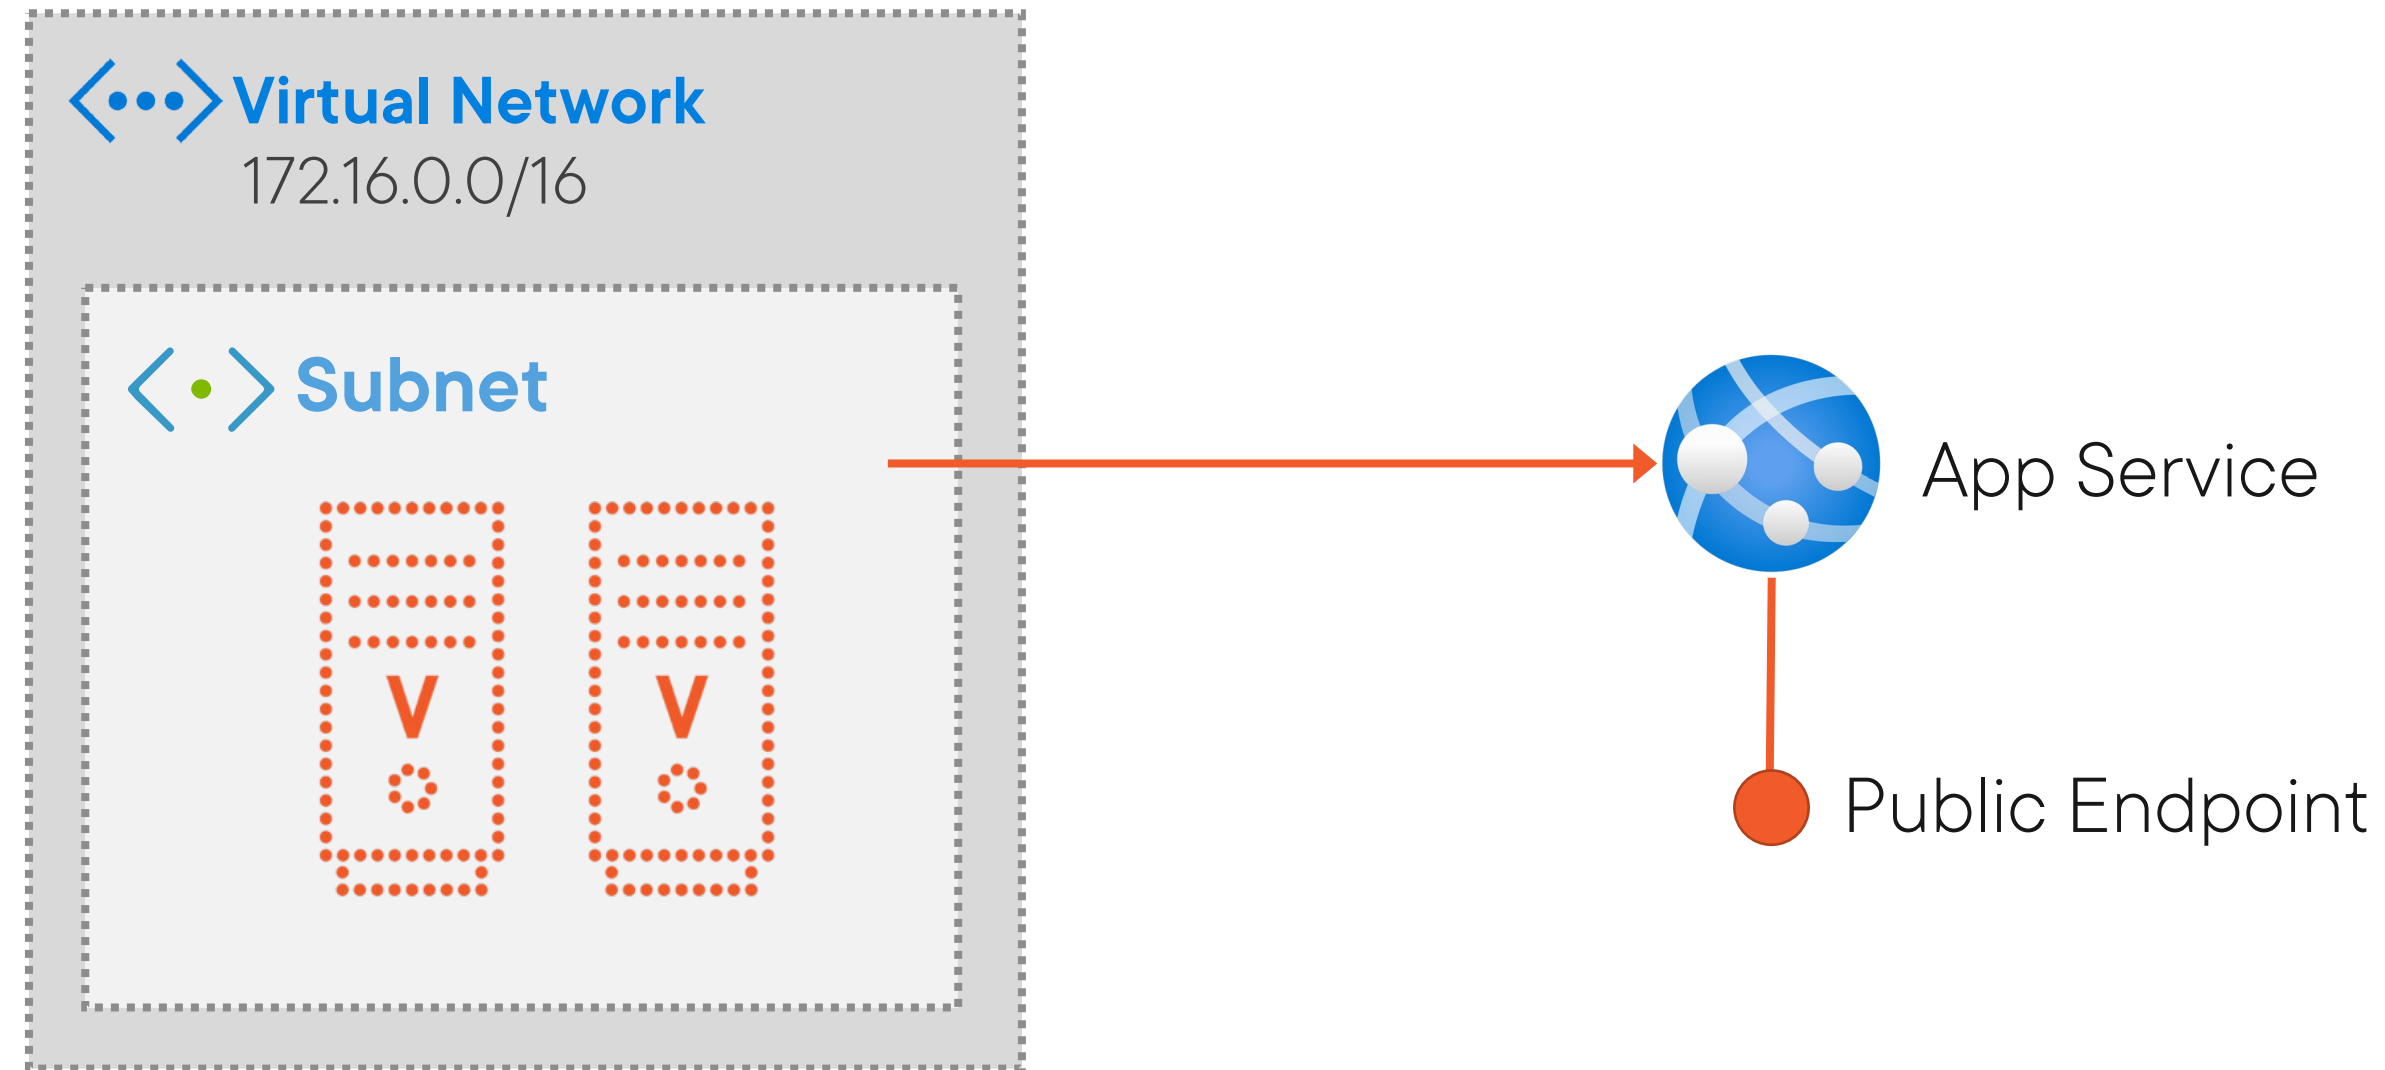 Virtual Network
172.16.0.0/16
Subnet
V
V
App Service
Public Endpoint